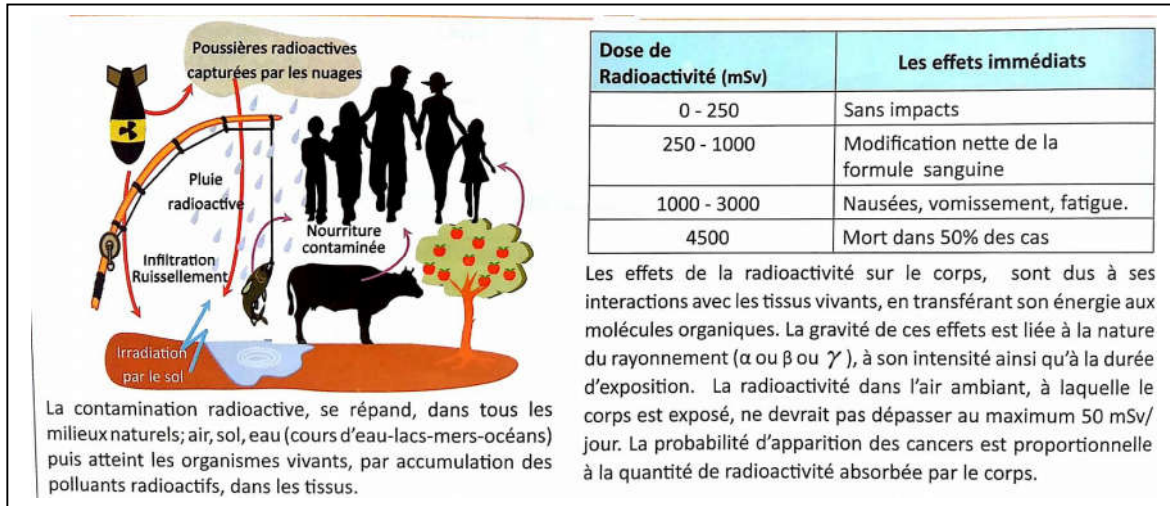 Poussières radioactives
capturées par les nuages
Pluie
radioactive
Nourriture
contaminée
Infiltration
Ruissellement
Irradiation
par le sol
La contamination radioactive, se répand, dans tous les
milieux naturels; air, sol, eau (cours d'eau-lacs-mers-océans)
puis atteint les organismes vivants, par accumulation des
polluants radioactifs, dans les tissus.
Dose de
Radioactivité (mSv)
Les effets immédiats
0 - 250
Sans impacts
250 - 1000
Modification nette de la
formule sanguine
1000 - 3000
Nausées, vomissement, fatigue.
4500
Mort dans 50% des cas
Les effets de la radioactivité sur le corps, sont dus à ses
interactions avec les tissus vivants, en transférant son énergie aux
molécules organiques. La gravité de ces effets est liée à la nature
du rayonnement (α ou β ou γ), à son intensité ainsi qu'à la durée
d'exposition. La radioactivité dans l'air ambiant, à laquelle le
corps est exposé, ne devrait pas dépasser au maximum 50 mSv/
jour. La probabilité d'apparition des cancers est proportionnelle
à la quantité de radioactivité absorbée par le corps.